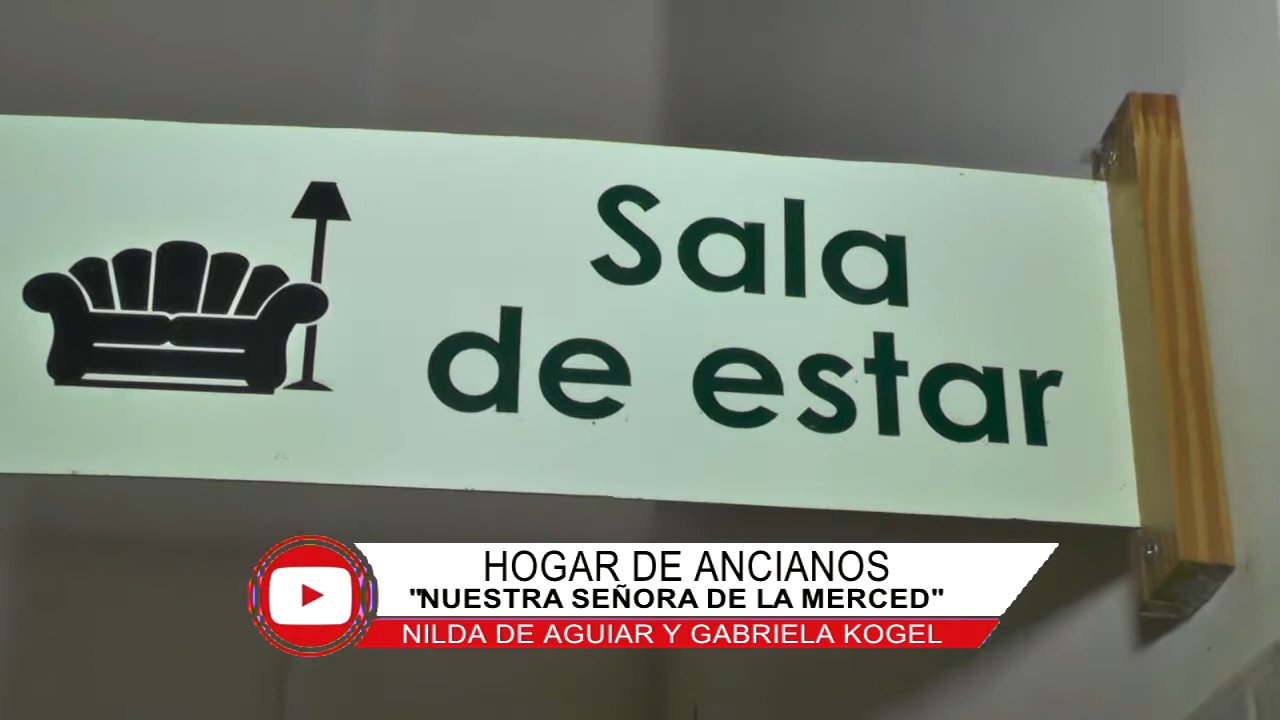 Sala
de estar
HOGAR DE ANCIANOS
"NUESTRA SEÑORA DE LA MERCED"
NILDA DE AGUIAR Y GABRIELA KOGEL